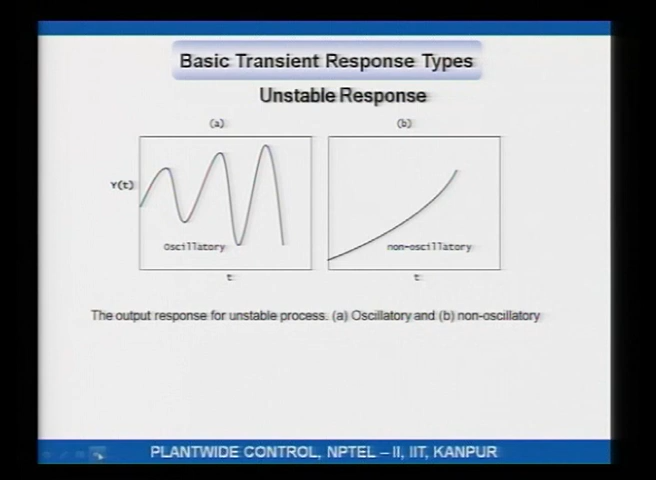 Basic Transient Response Types
Unstable Response
(a) (b)
Y(t)
Oscillatory non-oscillatory
t t
The output response for unstable process. (a) Oscillatory and (b) non-oscillatory
PLANTWIDE CONTROL, NPTEL – II, IIT, KANPUR